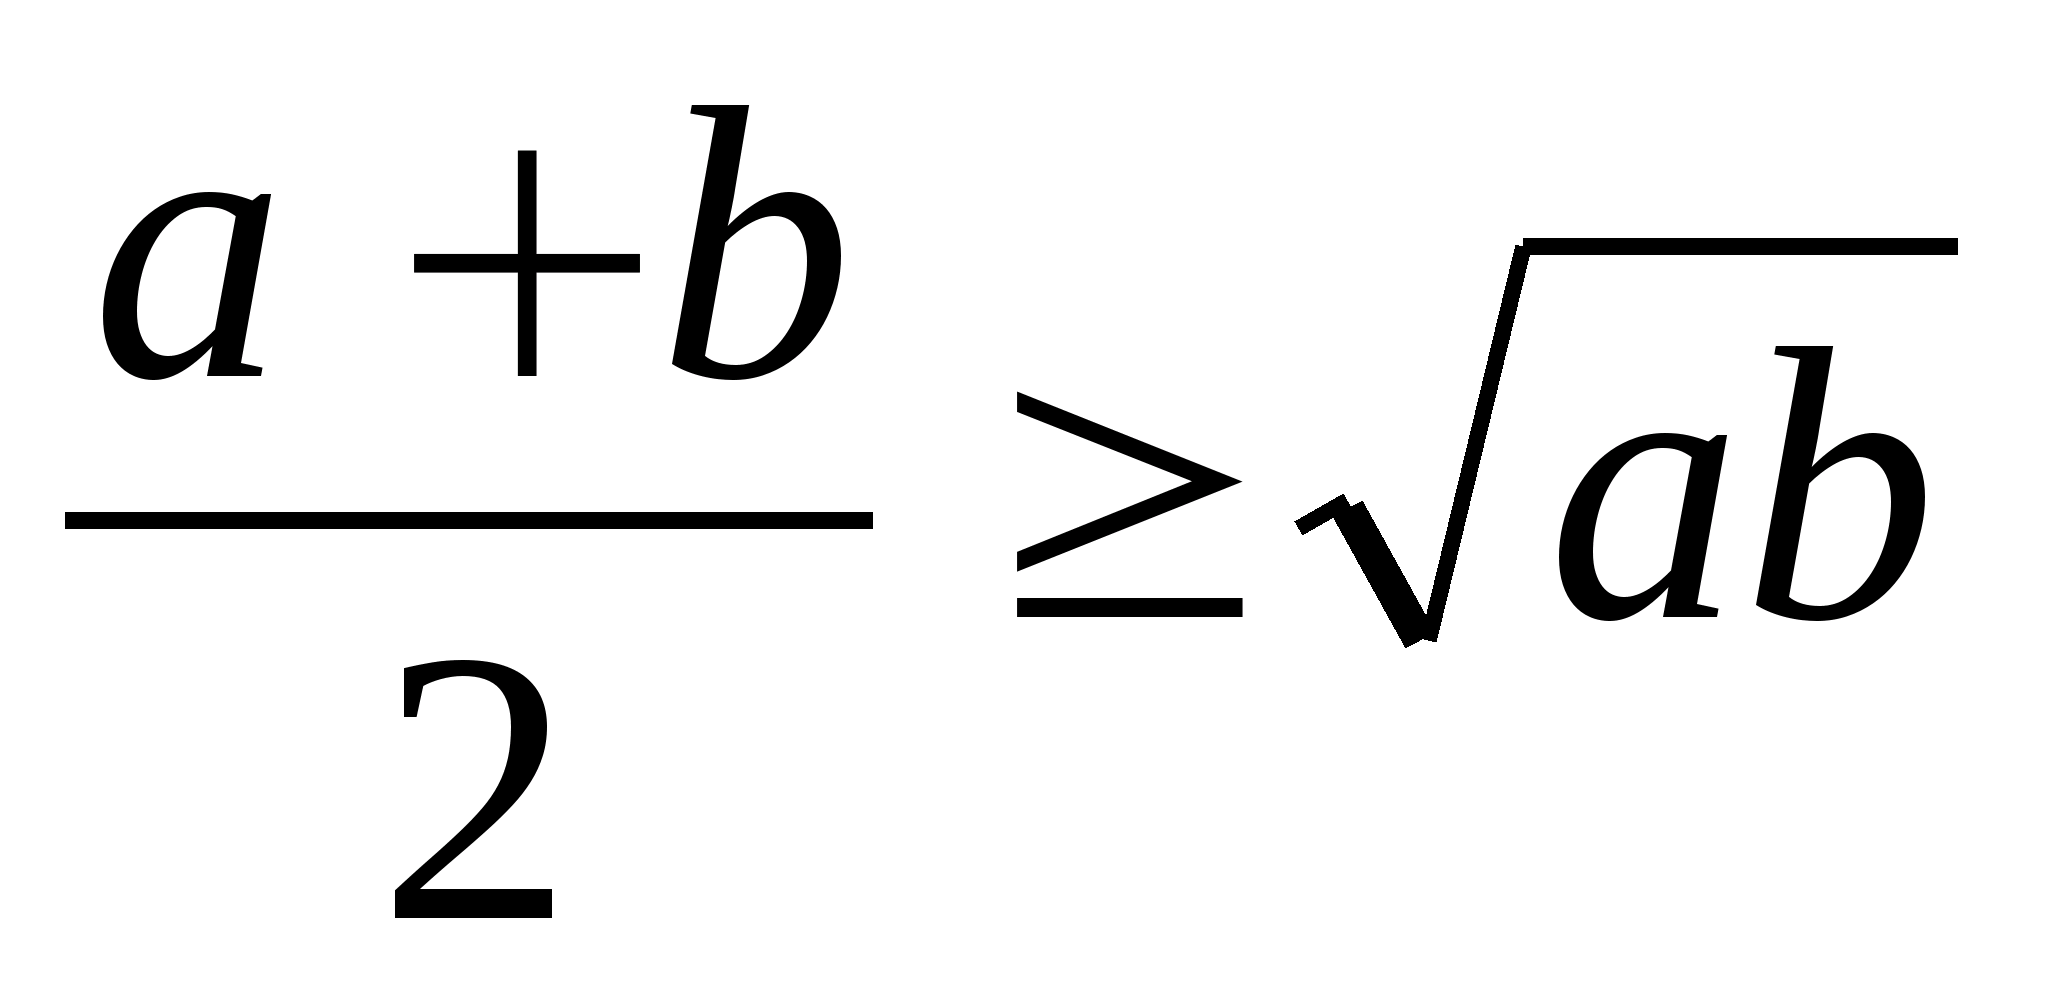 a + b
2
≥ √ab